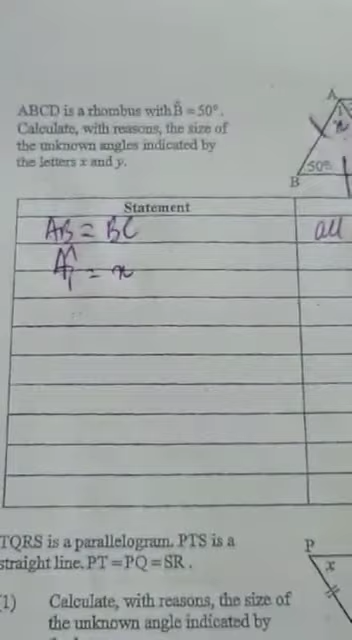 ABCD is a rhombus with B̂ = 50°.
Calculate, with reasons, the size of
the unknown angles indicated by
the letters x and y.
A
1
x
50°
B
Statement
AB = BC
all
Â₁ = x
TQRS is a parallelogram. PTS is a
straight line. PT = PQ = SR.
1) Calculate, with reasons, the size of
the unknown angle indicated by
P
x